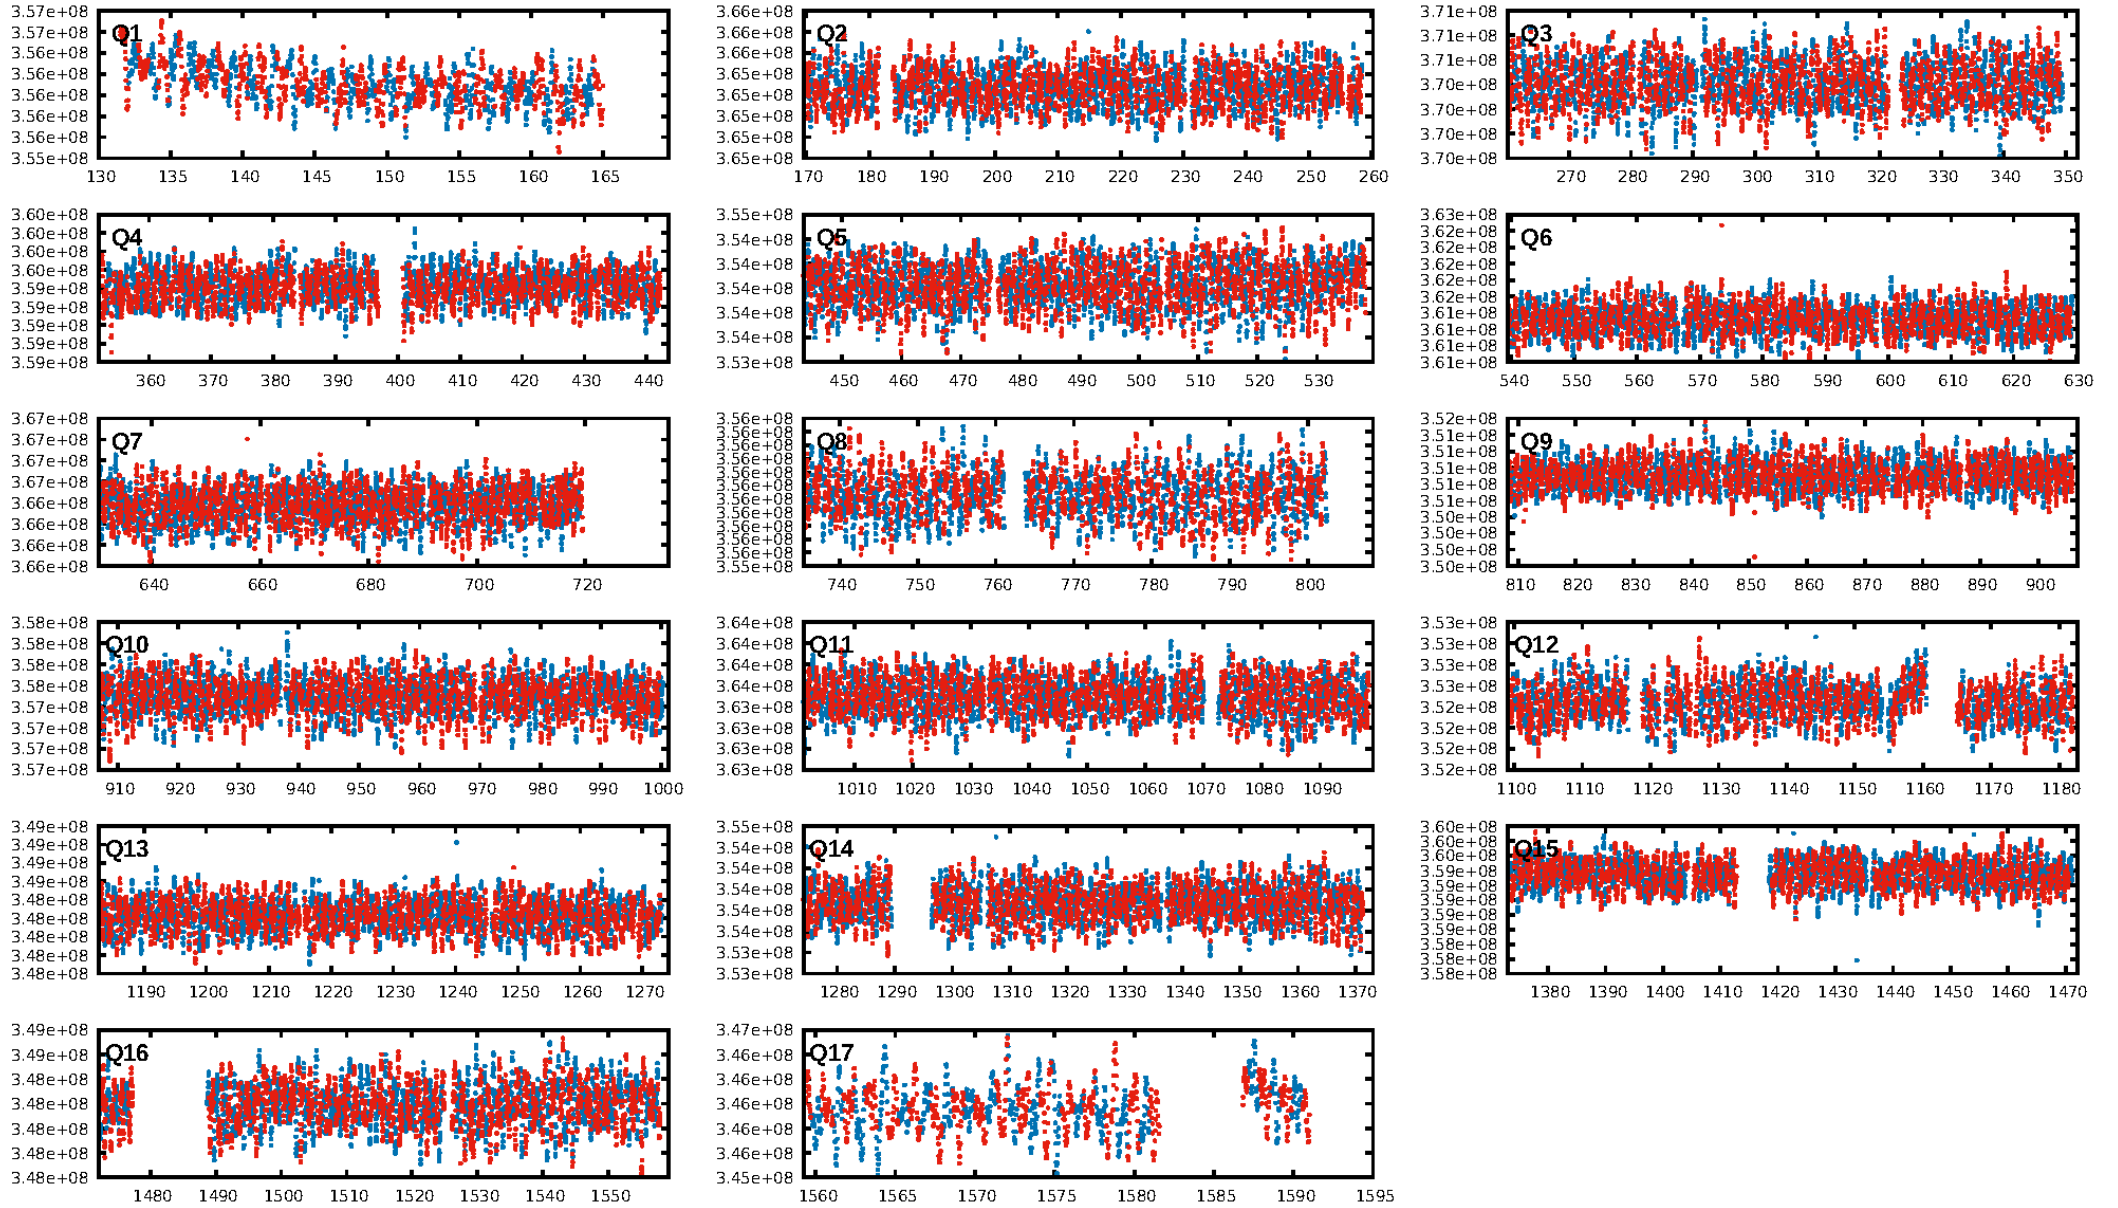 3.57e+08
3.57e+08
3.56e+08
3.56e+08
3.56e+08
3.56e+08
3.56e+08
3.55e+08
Q1
130 135 140 145 150 155 160 165
3.66e+08
3.66e+08
3.66e+08
3.65e+08
3.65e+08
3.65e+08
3.65e+08
3.65e+08
Q2
170 180 190 200 210 220 230 240 250 260
3.71e+08
3.71e+08
3.71e+08
3.70e+08
3.70e+08
3.70e+08
3.70e+08
Q3
270 280 290 300 310 320 330 340 350
3.60e+08
3.60e+08
3.60e+08
3.60e+08
3.59e+08
3.59e+08
3.59e+08
3.59e+08
3.59e+08
Q4
360 370 380 390 400 410 420 430 440
3.55e+08
3.54e+08
3.54e+08
3.54e+08
3.54e+08
3.54e+08
3.53e+08
Q5
450 460 470 480 490 500 510 520 530
3.63e+08
3.62e+08
3.62e+08
3.62e+08
3.62e+08
3.62e+08
3.61e+08
3.61e+08
3.61e+08
3.61e+08
Q6
540 550 560 570 580 590 600 610 620 630
3.67e+08
3.67e+08
3.67e+08
3.67e+08
3.66e+08
3.66e+08
3.66e+08
3.66e+08
Q7
640 660 680 700 720
3.56e+08
3.56e+08
3.56e+08
3.56e+08
3.56e+08
3.56e+08
3.56e+08
3.56e+08
3.56e+08
3.56e+08
3.56e+08
3.55e+08
Q8
740 750 760 770 780 790 800
3.52e+08
3.51e+08
3.51e+08
3.51e+08
3.51e+08
3.51e+08
3.50e+08
3.50e+08
3.50e+08
3.50e+08
Q9
810 820 830 840 850 860 870 880 890 900
3.58e+08
3.58e+08
3.58e+08
3.58e+08
3.57e+08
3.57e+08
3.57e+08
3.57e+08
Q10
910 920 930 940 950 960 970 980 990 1000
3.64e+08
3.64e+08
3.64e+08
3.64e+08
3.63e+08
3.63e+08
3.63e+08
3.63e+08
Q11
1010 1020 1030 1040 1050 1060 1070 1080 1090
3.53e+08
3.53e+08
3.53e+08
3.53e+08
3.52e+08
3.52e+08
3.52e+08
3.52e+08
Q12
1100 1110 1120 1130 1140 1150 1160 1170 1180
3.49e+08
3.49e+08
3.49e+08
3.49e+08
3.48e+08
3.48e+08
3.48e+08
3.48e+08
3.48e+08
Q13
1190 1200 1210 1220 1230 1240 1250 1260 1270
3.55e+08
3.54e+08
3.54e+08
3.54e+08
3.54e+08
3.54e+08
3.53e+08
3.53e+08
Q14
1280 1290 1300 1310 1320 1330 1340 1350 1360 1370
3.60e+08
3.60e+08
3.60e+08
3.59e+08
3.59e+08
3.59e+08
3.59e+08
3.59e+08
3.58e+08
3.58e+08
3.58e+08
Q15
1380 1390 1400 1410 1420 1430 1440 1450 1460 1470
3.49e+08
3.49e+08
3.48e+08
3.48e+08
3.48e+08
3.48e+08
3.48e+08
Q16
1480 1490 1500 1510 1520 1530 1540 1550
3.47e+08
3.46e+08
3.46e+08
3.46e+08
3.46e+08
3.46e+08
3.45e+08
Q17
1560 1565 1570 1575 1580 1585 1590 1595